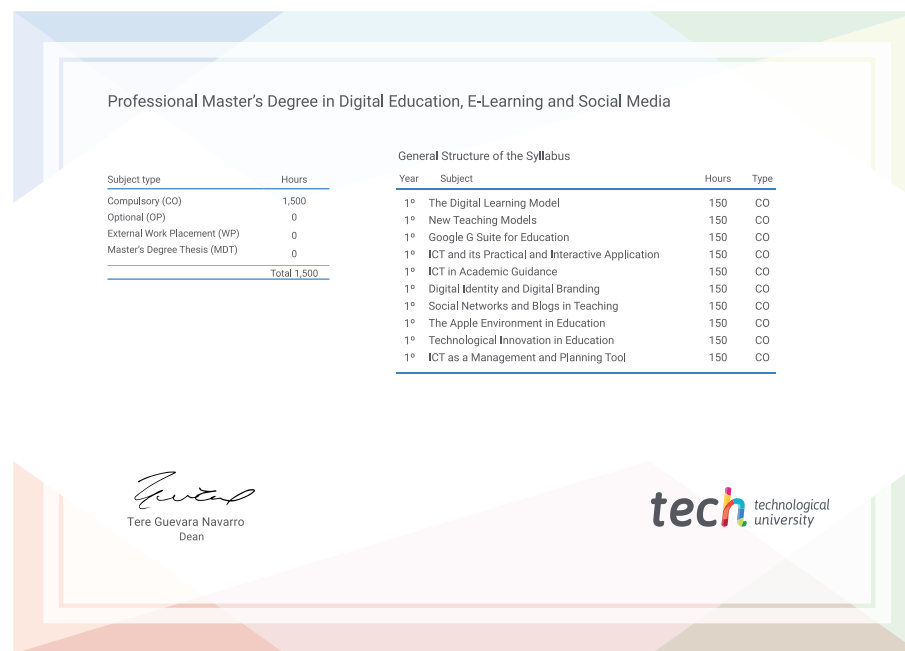 Professional Master's Degree in Digital Education, E-Learning and Social Media
Subject type Hours
Compulsory (CO) 1,500
Optional (OP) 0
External Work Placement (WP) 0
Master's Degree Thesis (MDT) 0
Total 1,500
General Structure of the Syllabus
Year Subject Hours Type
1º The Digital Learning Model 150 CO
1º New Teaching Models 150 CO
1º Google G Suite for Education 150 CO
1º ICT and its Practical and Interactive Application 150 CO
1º ICT in Academic Guidance 150 CO
1º Digital Identity and Digital Branding 150 CO
1º Social Networks and Blogs in Teaching 150 CO
1º The Apple Environment in Education 150 CO
1º Technological Innovation in Education 150 CO
1º ICT as a Management and Planning Tool 150 CO
Tere Guevara Navarro
Dean
tech technological
university